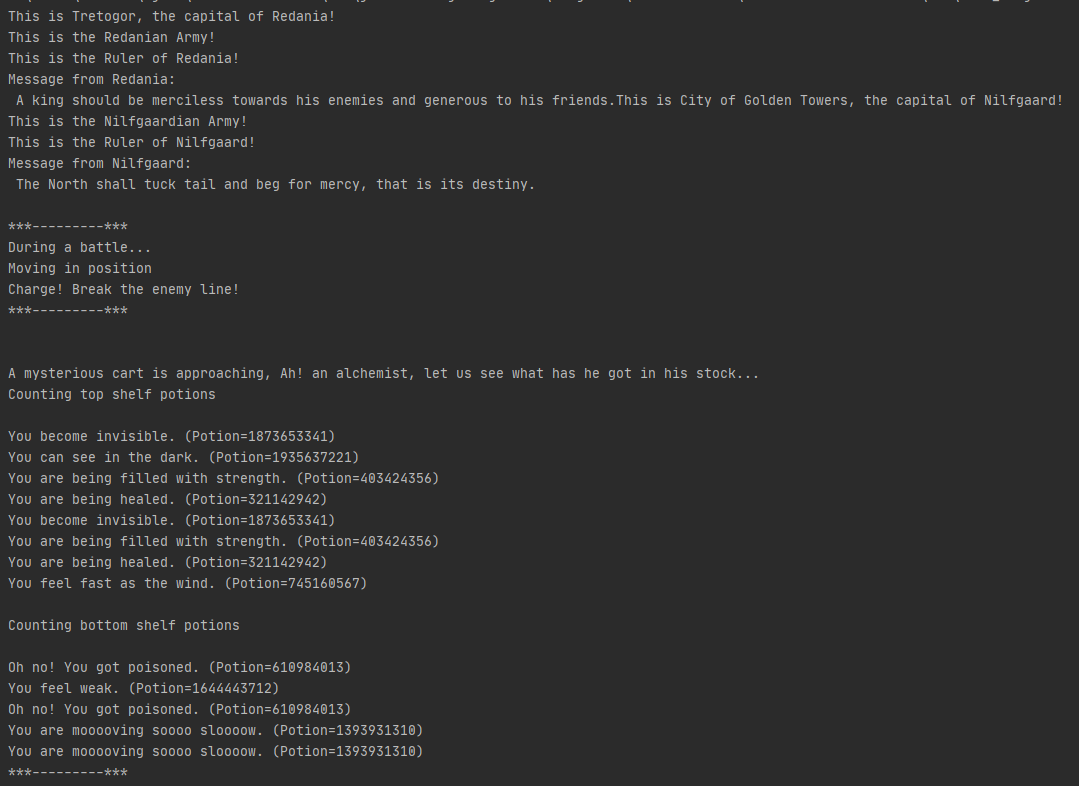 This is Tretogor, the capital of Redania!
This is the Redanian Army!
This is the Ruler of Redania!
Message from Redania:
 A king should be merciless towards his enemies and generous to his friends.This is City of Golden Towers, the capital of Nilfgaard!
This is the Nilfgaardian Army!
This is the Ruler of Nilfgaard!
Message from Nilfgaard:
 The North shall tuck tail and beg for mercy, that is its destiny.

***---------***
During a battle...
Moving in position
Charge! Break the enemy line!
***---------***

A mysterious cart is approaching, Ah! an alchemist, let us see what has he got in his stock...
Counting top shelf potions

You become invisible. (Potion=1873653341)
You can see in the dark. (Potion=1935637221)
You are being filled with strength. (Potion=403424356)
You are being healed. (Potion=321142942)
You become invisible. (Potion=1873653341)
You are being filled with strength. (Potion=403424356)
You are being healed. (Potion=321142942)
You feel fast as the wind. (Potion=745160567)

Counting bottom shelf potions

Oh no! You got poisoned. (Potion=610984013)
You feel weak. (Potion=1644443712)
Oh no! You got poisoned. (Potion=610984013)
You are mooooving soooo sloooow. (Potion=1393931310)
You are mooooving soooo sloooow. (Potion=1393931310)
***---------***